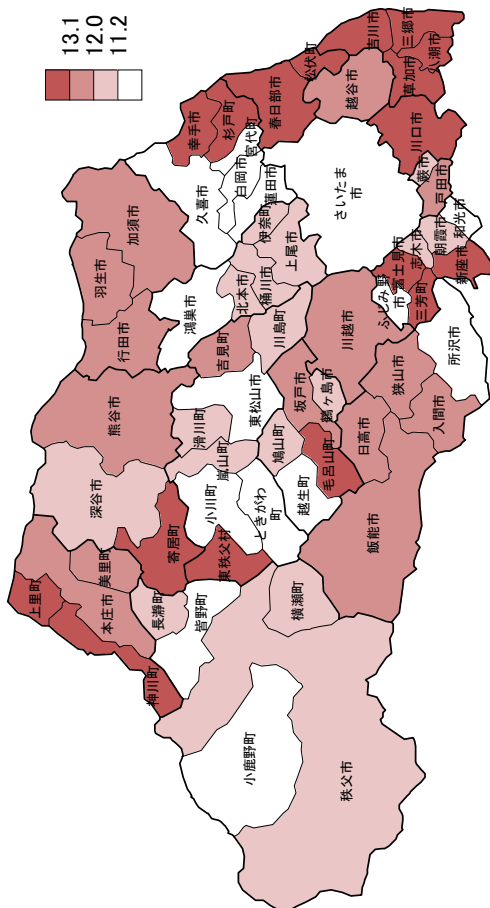 13.1
12.0
11.2
上里町
神川町
本庄市
美里町
深谷市
熊谷市
行田市
羽生市
加須市
寄居町
長瀞町
皆野町
東秩父村
小川町
嵐山町
滑川町
東松山市
吉見町
鴻巣市
久喜市
幸手市
杉戸町
宮代町
白岡市
蓮田市
伊奈町
上尾市
桶川市
北本市
川島町
春日部市
松伏町
越谷市
吉川市
三郷市
八潮市
草加市
川口市
さいたま
市
蕨市
戸田市
和光市
朝霞市
志木市
新座市
富士見市
ふじみ野
市
三芳町
川越市
所沢市
狭山市
入間市
日高市
飯能市
坂戸市
鶴ヶ島市
毛呂山町
越生町
鳩山町
ときがわ
町
横瀬町
小鹿野町
秩父市